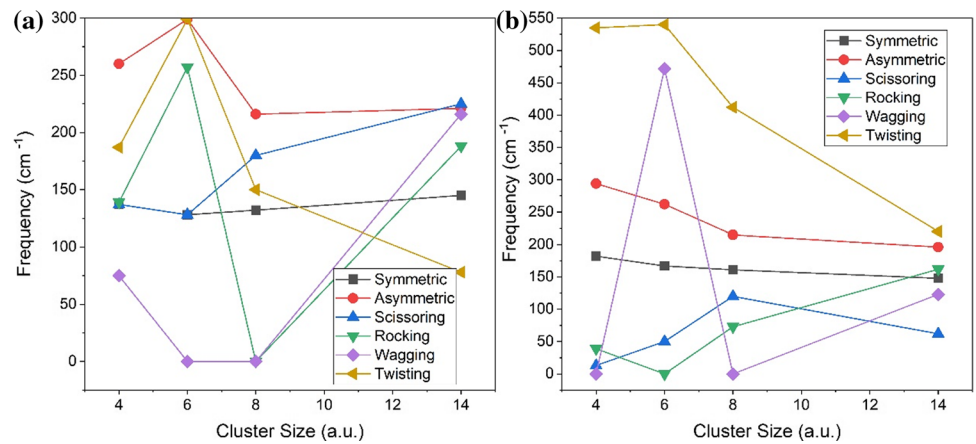 (a)
300
250
200
150
100
50
0
Frequency (cm⁻¹)
4 6 8 10 12 14
Cluster Size (a.u.)
Symmetric
Asymmetric
Scissoring
Rocking
Wagging
Twisting
(b)
550
500
450
400
350
300
250
200
150
100
50
0
Frequency (cm⁻¹)
4 6 8 10 12 14
Cluster Size (a.u.)
Symmetric
Asymmetric
Scissoring
Rocking
Wagging
Twisting